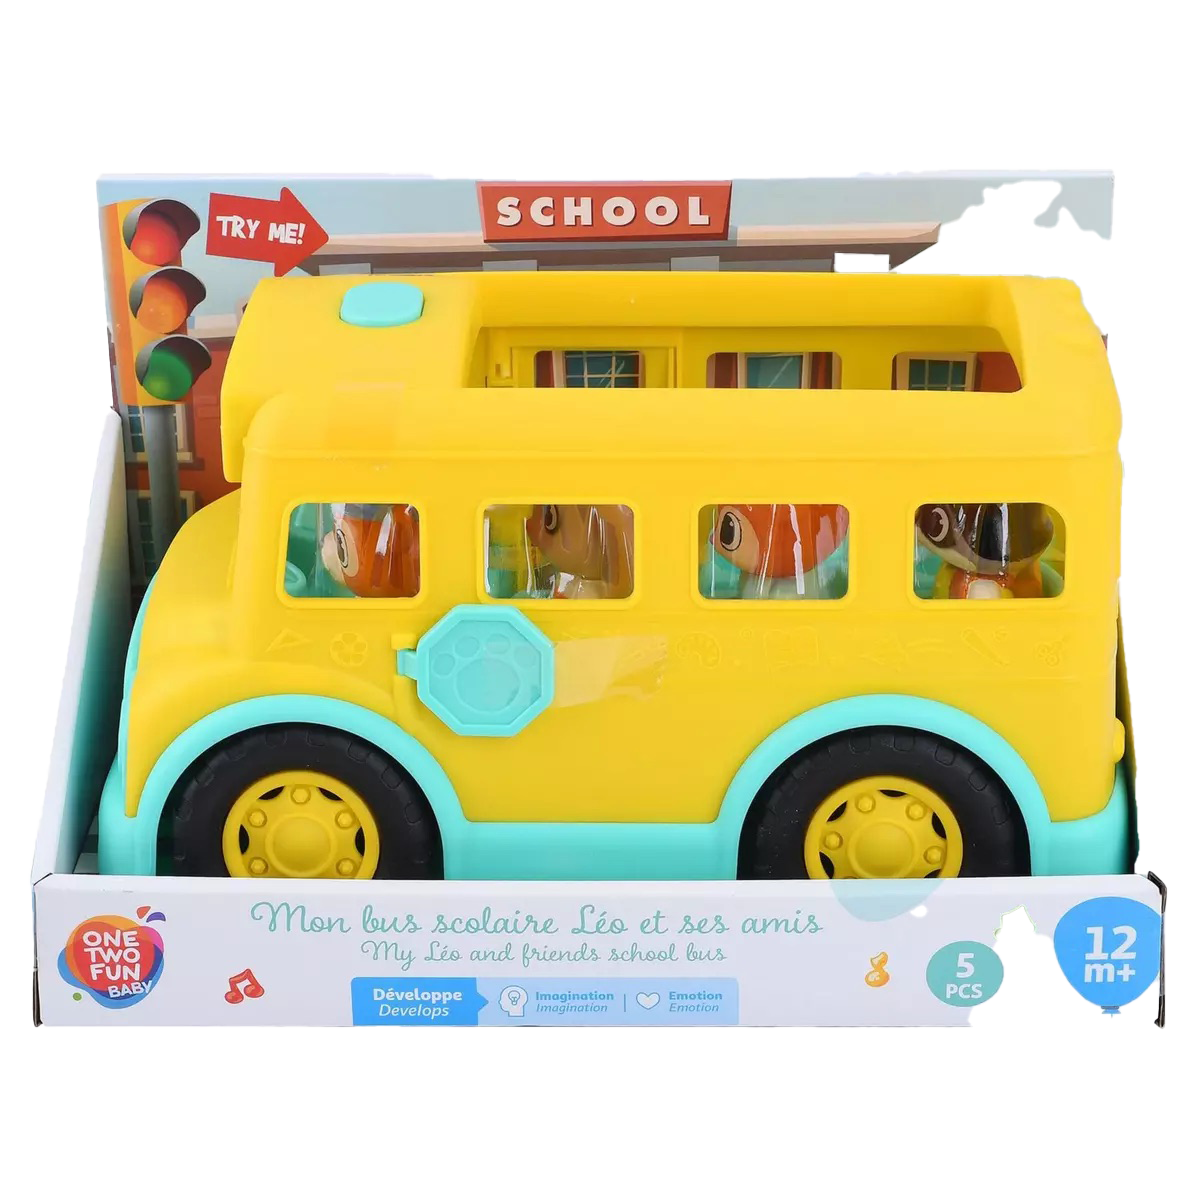 SCHOOL
TRY ME!
Mon bus scolaire Léo et ses amis
My Léo and friends school bus
ONE
TWO
FUN
BABY
Développe
Develops
Imagination
Imagination
Emotion
Emotion
5
PCS
12
m+